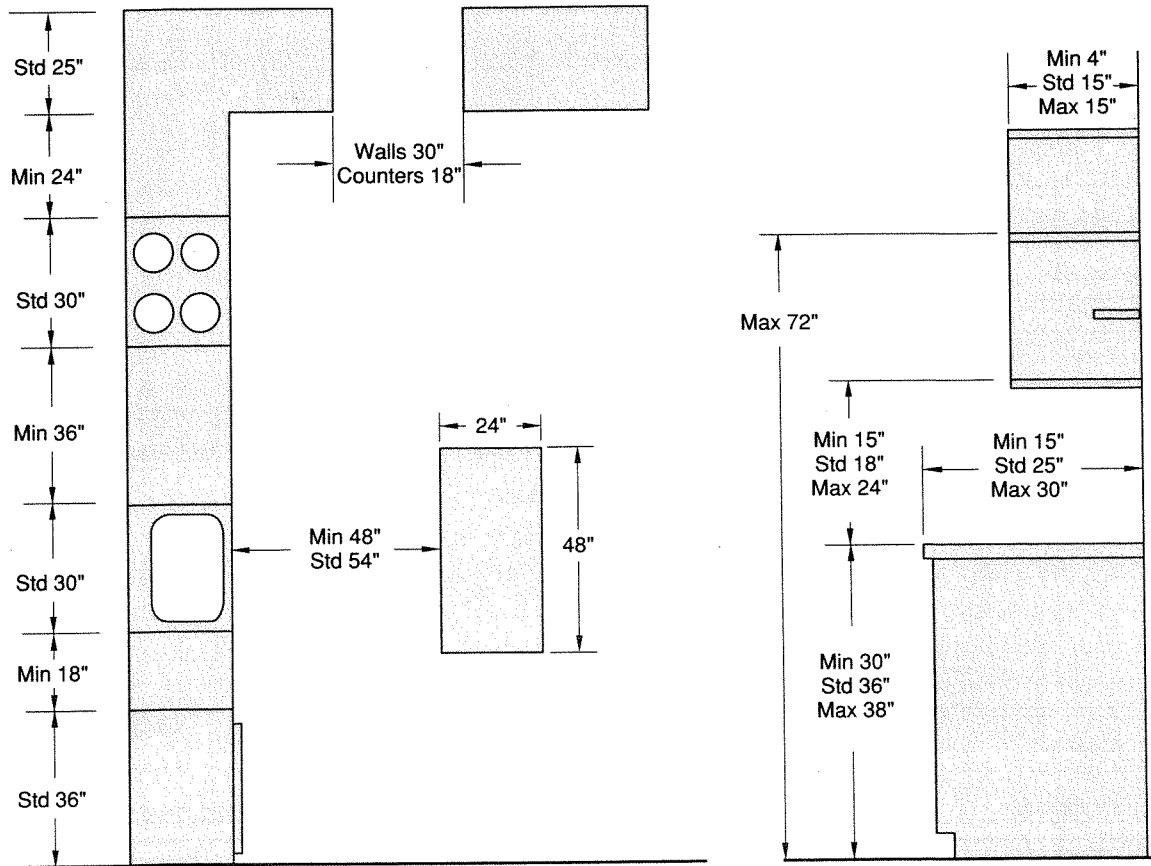 Std 25"
Min 24"
Std 30"
Min 36"
Std 30"
Min 18"
Std 36"
Walls 30"
Counters 18"
24"
48"
Min 48"
Std 54"
Min 4"
Std 15"
Max 15"
Max 72"
Min 15"
Std 18"
Max 24"
Min 15"
Std 25"
Max 30"
Min 30"
Std 36"
Max 38"